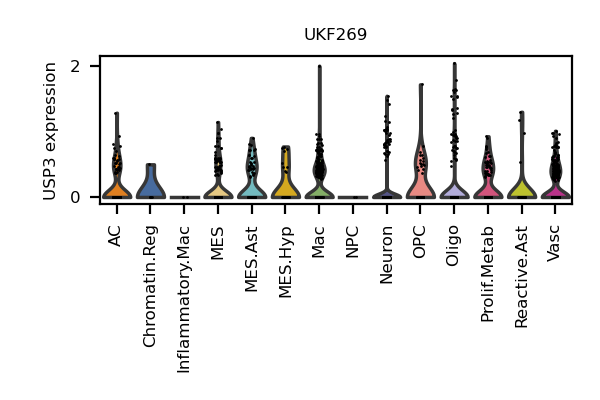 UKF269
USP3 expression
2
0
AC
Chromatin.Reg
Inflammatory.Mac
MES
MES.Ast
MES.Hyp
Mac
NPC
Neuron
OPC
Oligo
Prolif.Metab
Reactive.Ast
Vasc